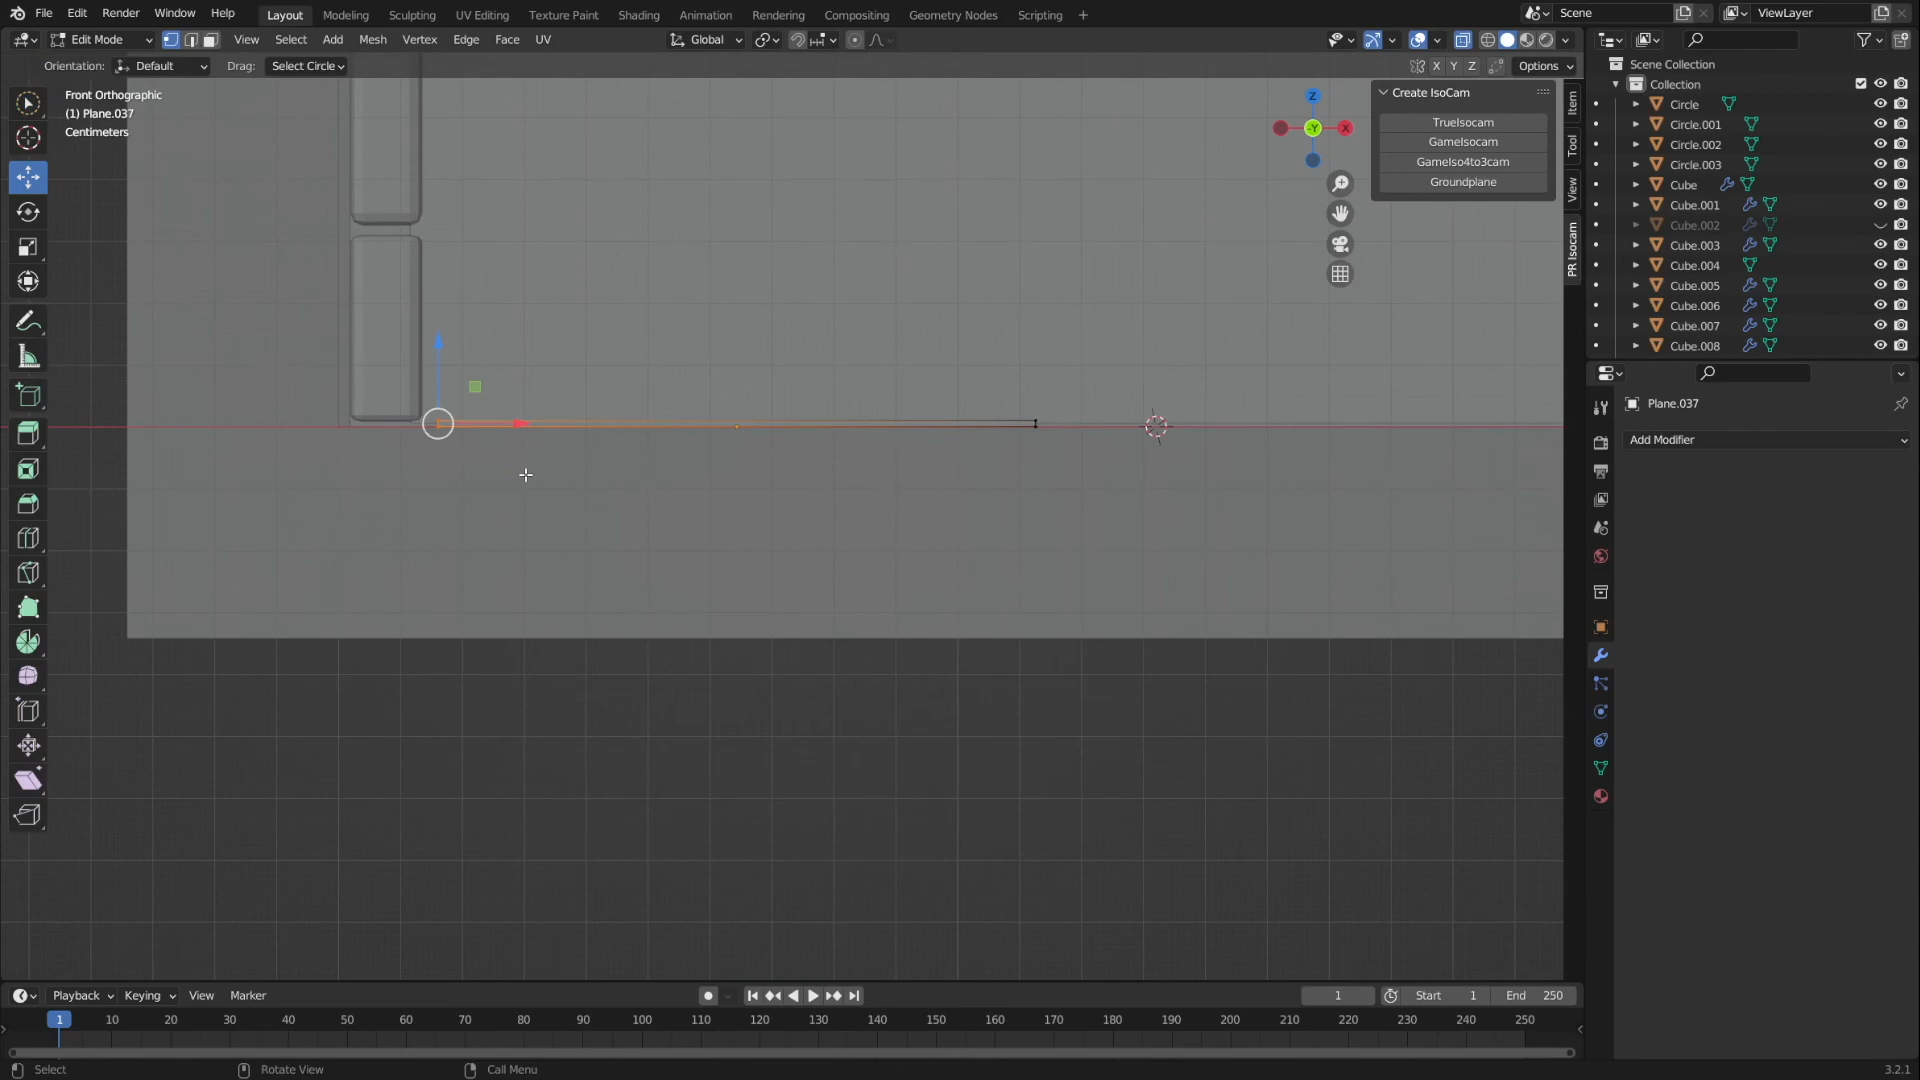 File Edit Render Window Help Layout Modeling Sculpting UV Editing Texture Paint Shading Animation Rendering Compositing Geometry Nodes Scripting + Scene ViewLayer
Edit Mode View Select Add Mesh Vertex Edge Face UV Global
Orientation: Default Drag: Select Circle X Y Z Options
Front Orthographic
(1) Plane.037
Centimeters
Z
-Y X
Create IsoCam
TrueIsocam
GameIsocam
GameIso4to3cam
Groundplane
Item
Tool
View
PR Isocam
Scene Collection
Collection
Circle
Circle.001
Circle.002
Circle.003
Cube
Cube.001
Cube.002
Cube.003
Cube.004
Cube.005
Cube.006
Cube.007
Cube.008
Plane.037
Add Modifier
Playback Keying View Marker 1 Start 1 End 250
1 10 20 30 40 50 60 70 80 90 100 110 120 130 140 150 160 170 180 190 200 210 220 230 240 250
Select Rotate View Call Menu 3.2.1